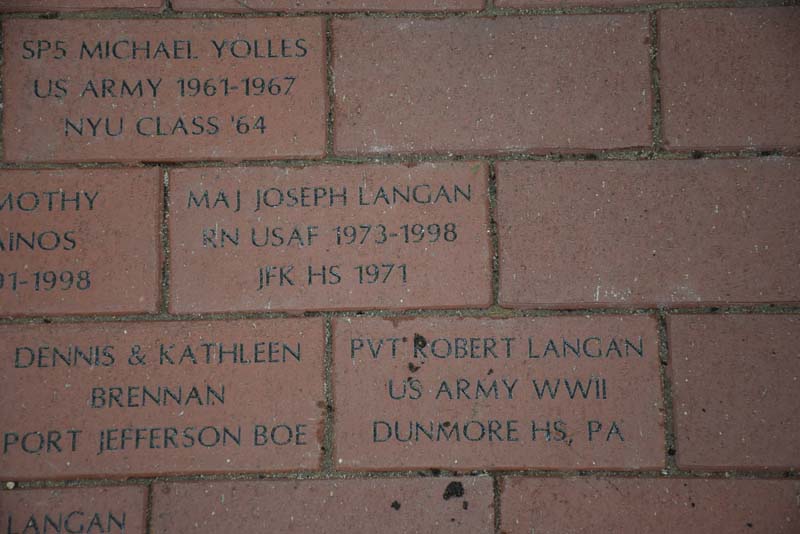 SP5 MICHAEL YOLLES
US ARMY 1961-1967
NYU CLASS '64
MOTHY
AINOS
91-1998
MAJ JOSEPH LANGAN
RN USAF 1973-1998
JFK HS 1971
DENNIS & KATHLEEN
BRENNAN
PORT JEFFERSON BOE
PVT ROBERT LANGAN
US ARMY WWII
DUNMORE HS, PA
LANGAN